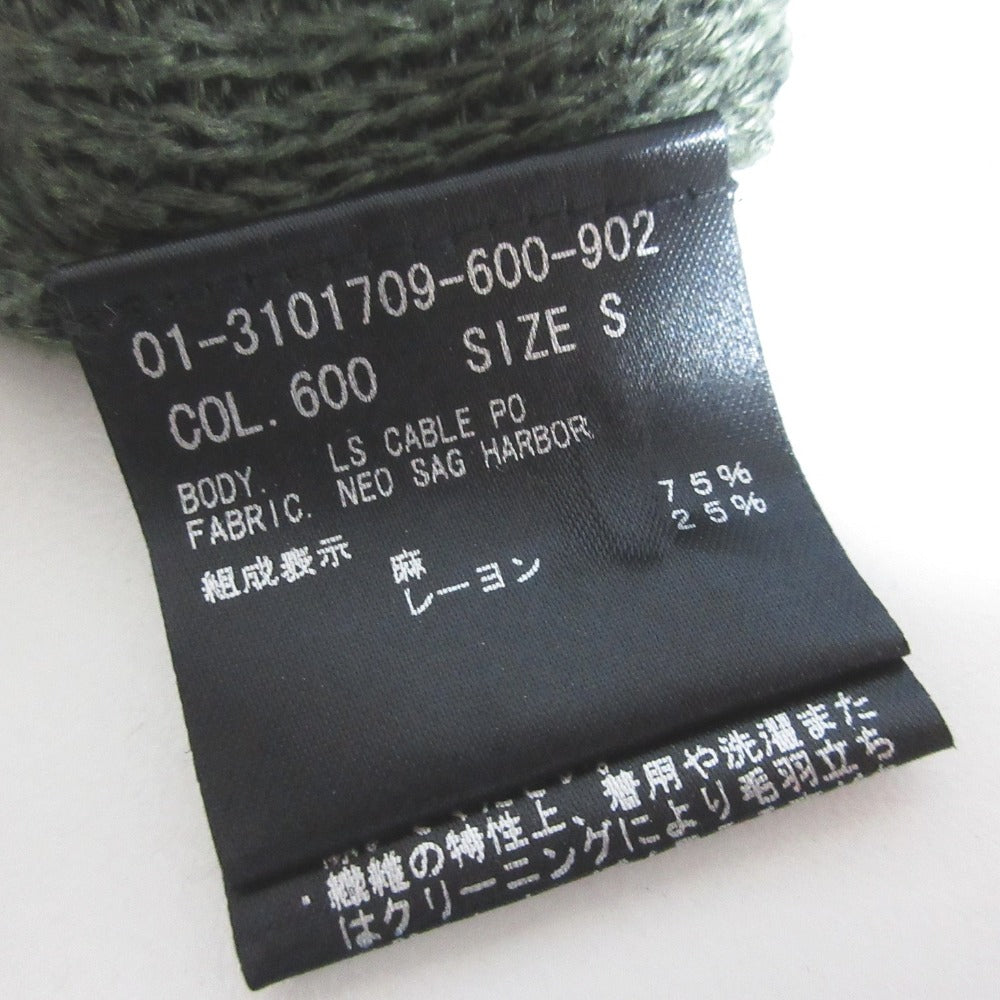 01-3101709-600-902
COL. 600 SIZE S
BODY. LS CABLE PO
FABRIC. NEO SAG HARBOR
組成表示 麻 75%
レーヨン 25%
・繊維の特性上、着用や洗濯また
はクリーニングにより毛羽立ち